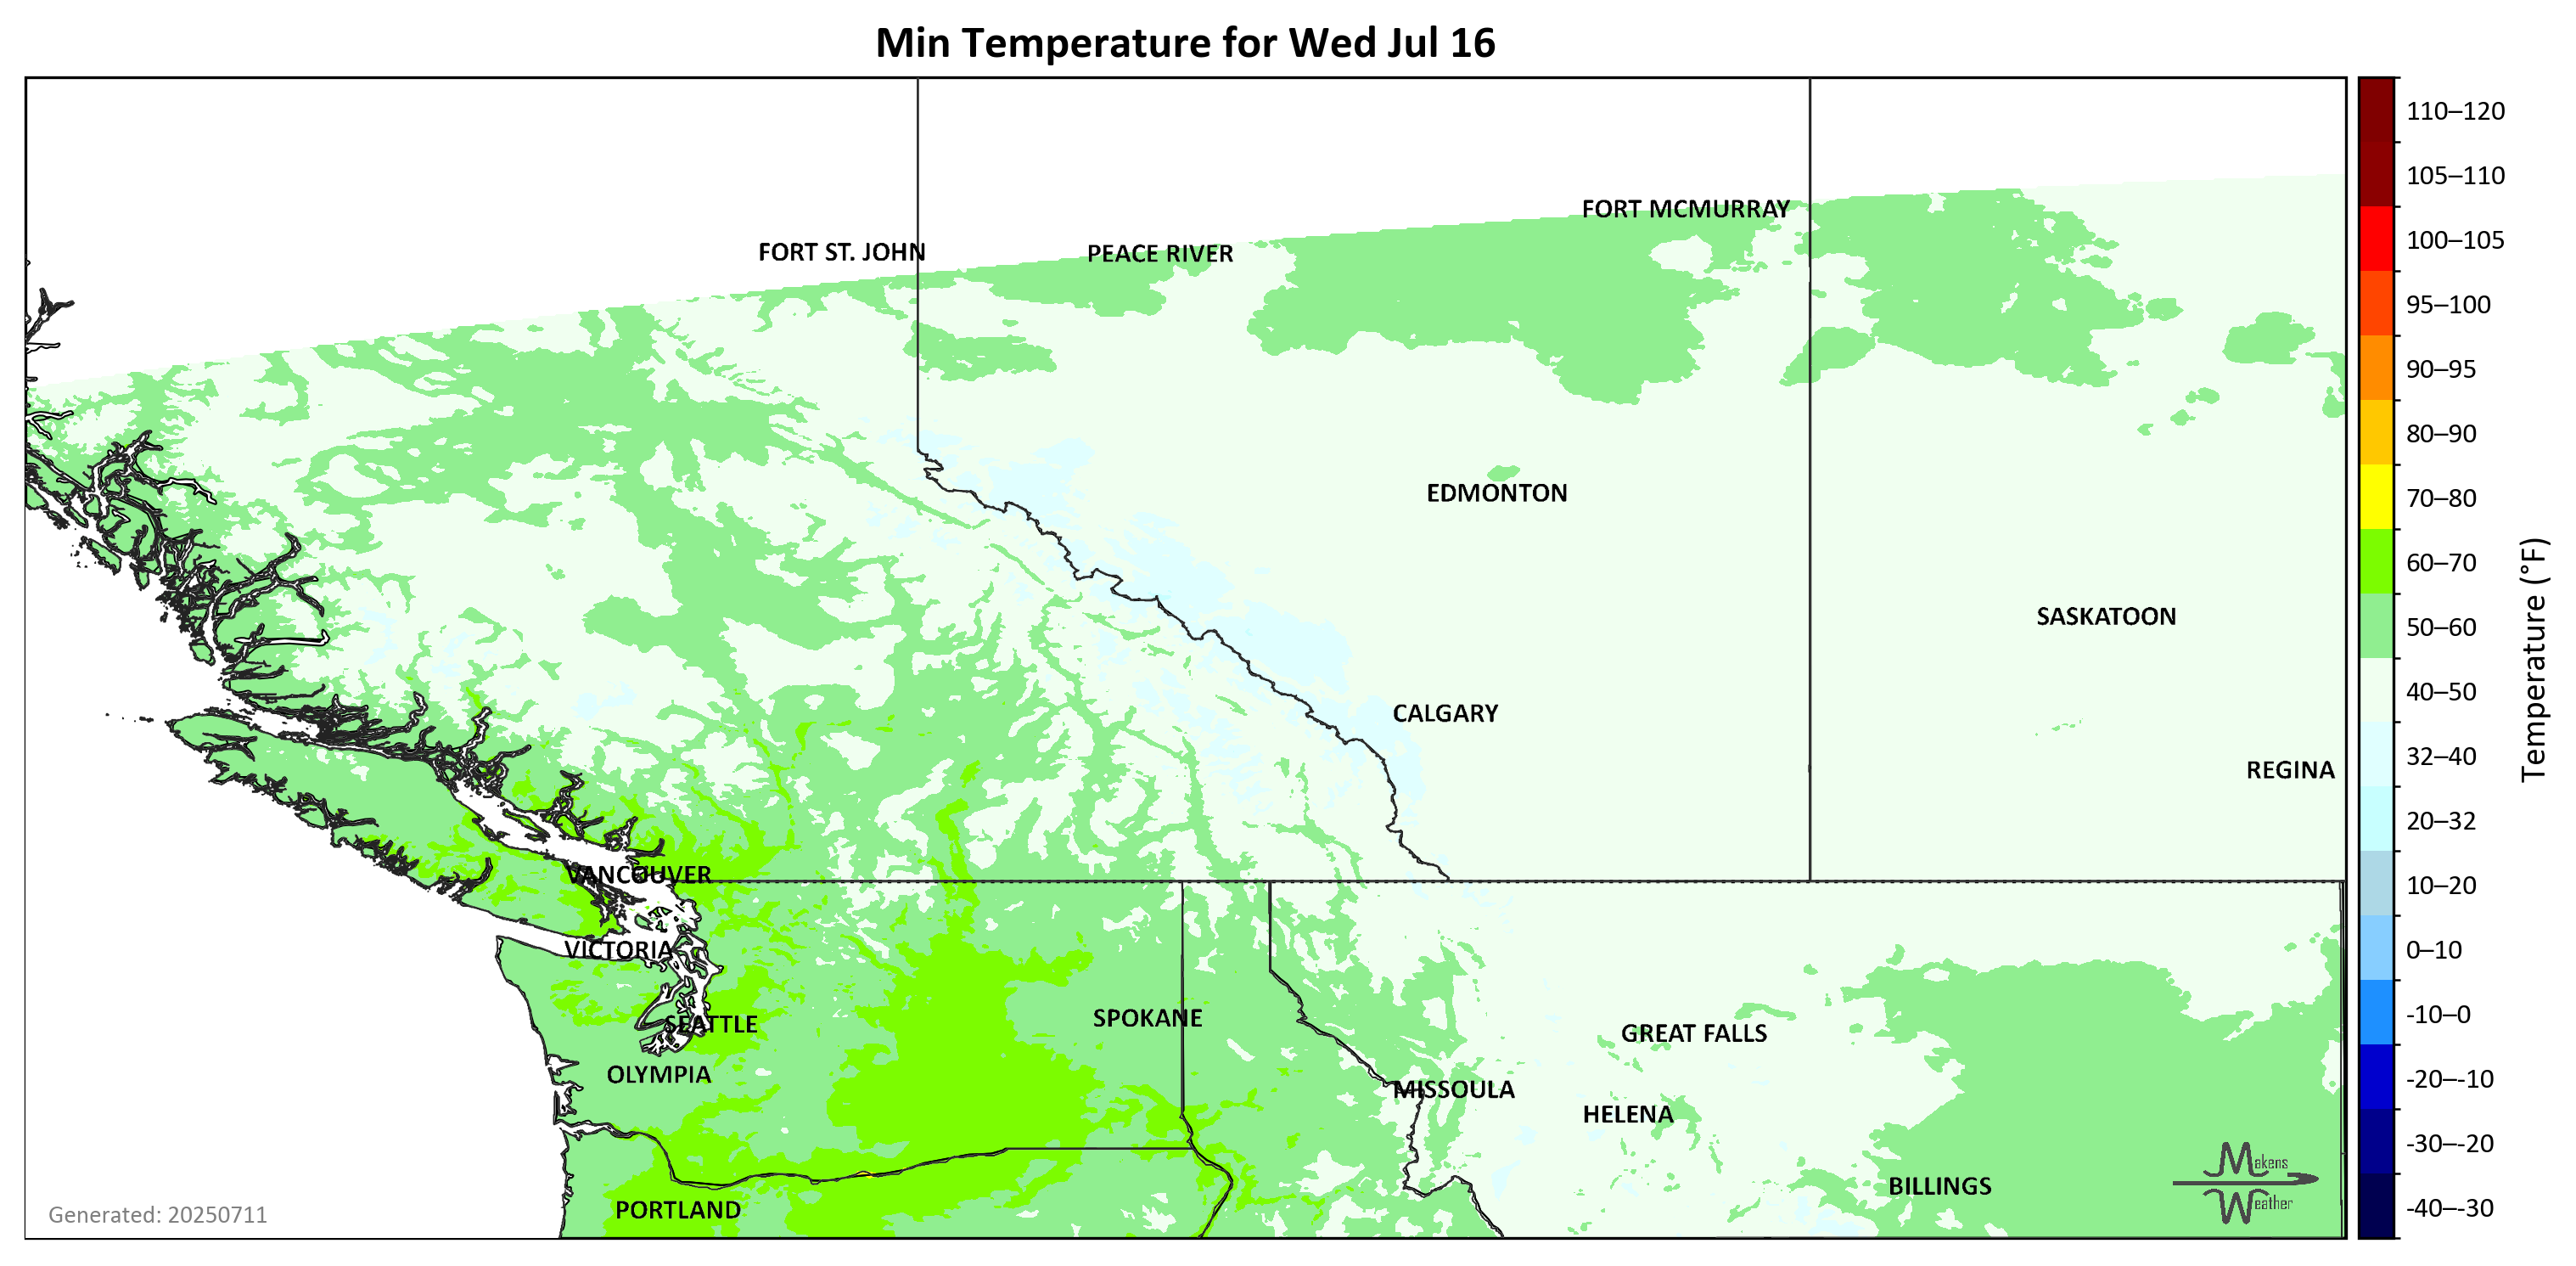 Min Temperature for Wed Jul 16
FORT MCMURRAY
FORT ST. JOHN
PEACE RIVER
EDMONTON
SASKATOON
CALGARY
REGINA
VANCOUVER
VICTORIA
SEATTLE
SPOKANE
GREAT FALLS
OLYMPIA
MISSOULA
HELENA
BILLINGS
PORTLAND
Makens
Weather
Generated: 20250711
110–120
105–110
100–105
95–100
90–95
80–90
70–80
60–70
50–60
40–50
32–40
20–32
10–20
0–10
-10–0
-20–-10
-30–-20
-40–-30
Temperature (°F)